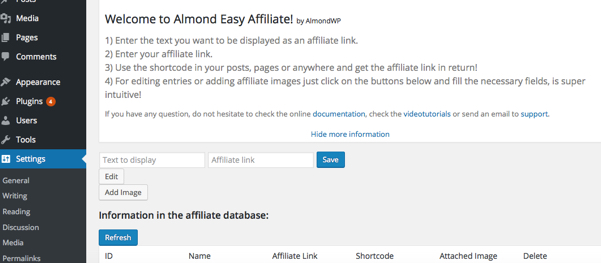 Posts
Media
Pages
Comments
Appearance
Plugins 4
Users
Tools
Settings
General
Writing
Reading
Discussion
Media
Permalinks
Welcome to Almond Easy Affiliate! by AlmondWP
1) Enter the text you want to be displayed as an affiliate link.
2) Enter your affiliate link.
3) Use the shortcode in your posts, pages or anywhere and get the affiliate link in return!
4) For editing entries or adding affiliate images just click on the buttons below and fill the necessary fields, is super
intuitive!
If you have any question, do not hesitate to check the online documentation, check the videotutorials or send an email to support.
Hide more information
Text to display Affiliate link Save
Edit
Add Image
Information in the affiliate database:
Refresh
ID Name Affiliate Link Shortcode Attached Image Delete